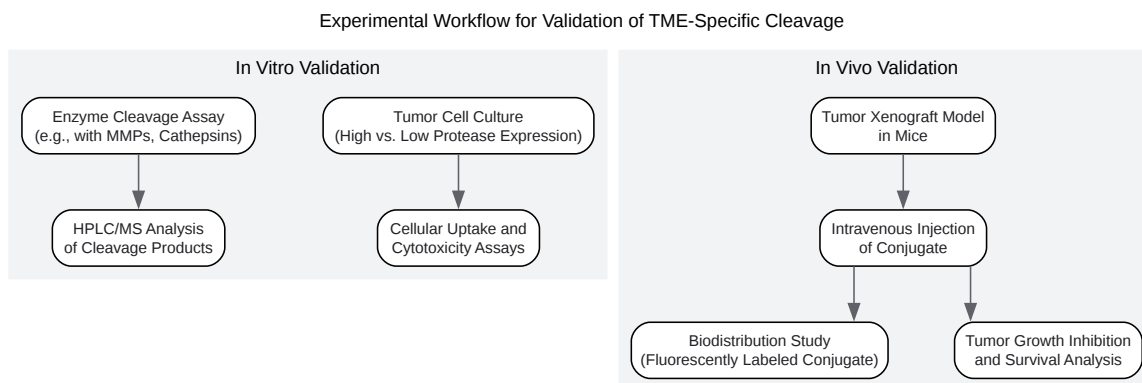 Experimental Workflow for Validation of TME-Specific Cleavage
In Vitro Validation
Enzyme Cleavage Assay
(e.g., with MMPs, Cathepsins)
HPLC/MS Analysis
of Cleavage Products
Tumor Cell Culture
(High vs. Low Protease Expression)
Cellular Uptake and
Cytotoxicity Assays
In Vivo Validation
Tumor Xenograft Model
in Mice
Intravenous Injection
of Conjugate
Biodistribution Study
(Fluorescently Labeled Conjugate)
Tumor Growth Inhibition
and Survival Analysis